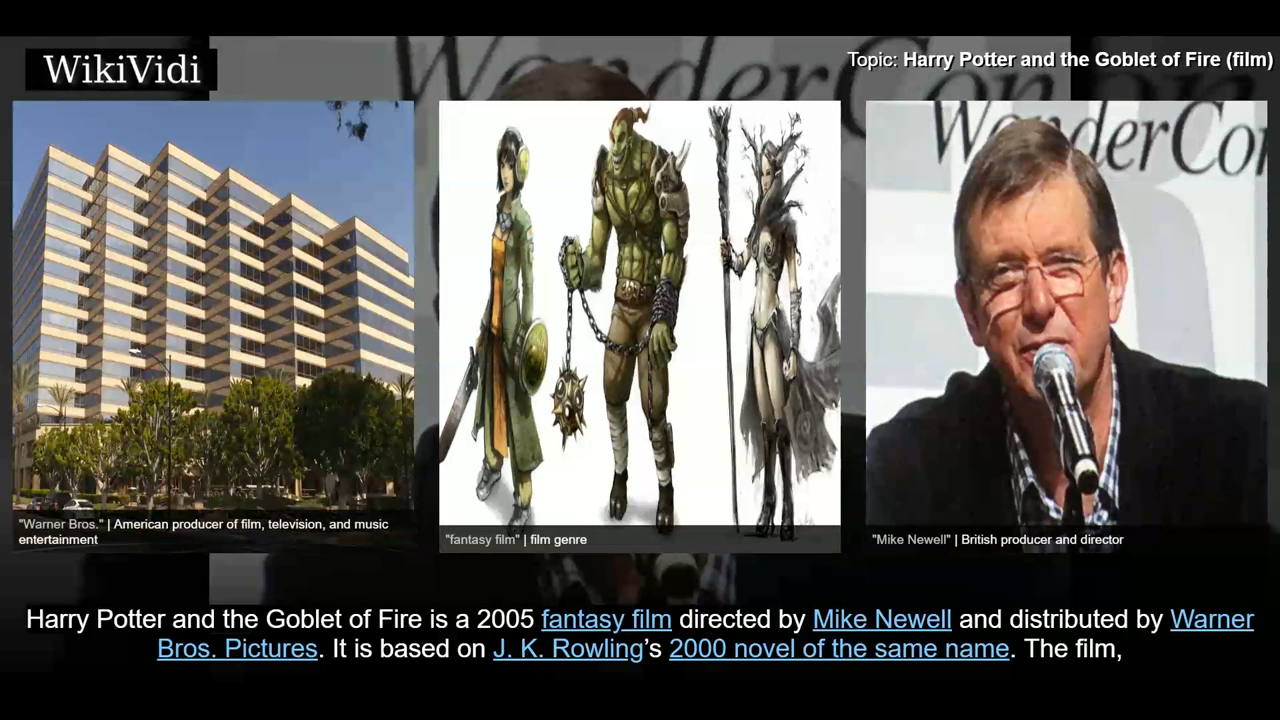 WikiVidi
Topic: Harry Potter and the Goblet of Fire (film)
WonderCon
WonderCon
"Warner Bros." | American producer of film, television, and music
entertainment
"fantasy film" | film genre
"Mike Newell" | British producer and director
Harry Potter and the Goblet of Fire is a 2005 fantasy film directed by Mike Newell and distributed by Warner
Bros. Pictures. It is based on J. K. Rowling’s 2000 novel of the same name. The film,